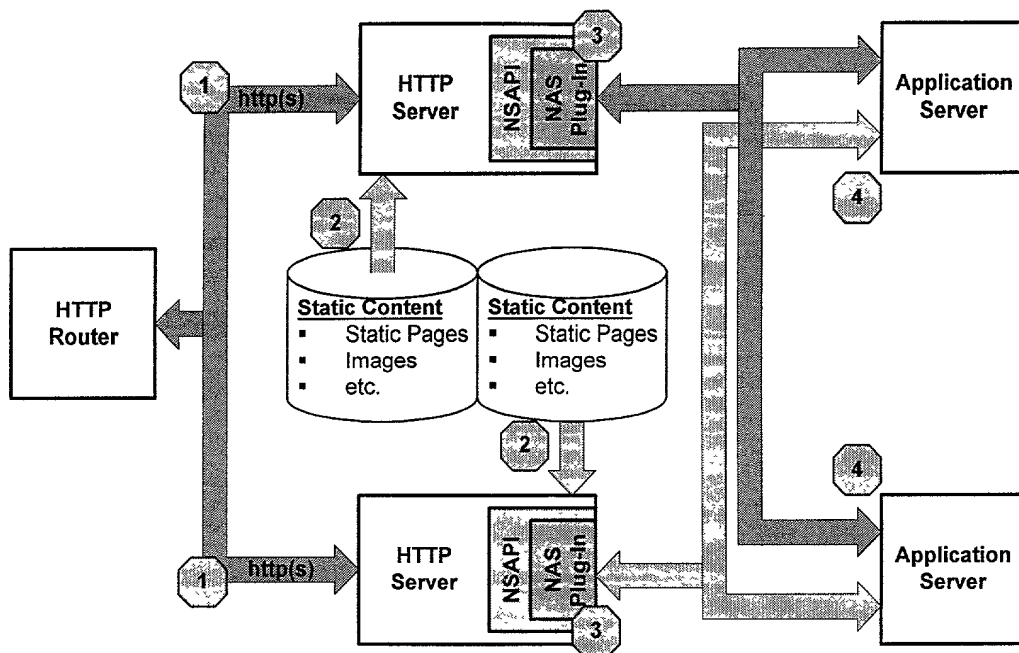 3
1
HTTP
Server
NSAPI
NAS
Plug-In
http(s)
Application
Server
2
4
HTTP
Router
Static Content
▪ Static Pages
▪ Images
▪ etc.
Static Content
▪ Static Pages
▪ Images
▪ etc.
2
4
1
http(s)
HTTP
Server
NSAPI
NAS
Plug-In
3
Application
Server